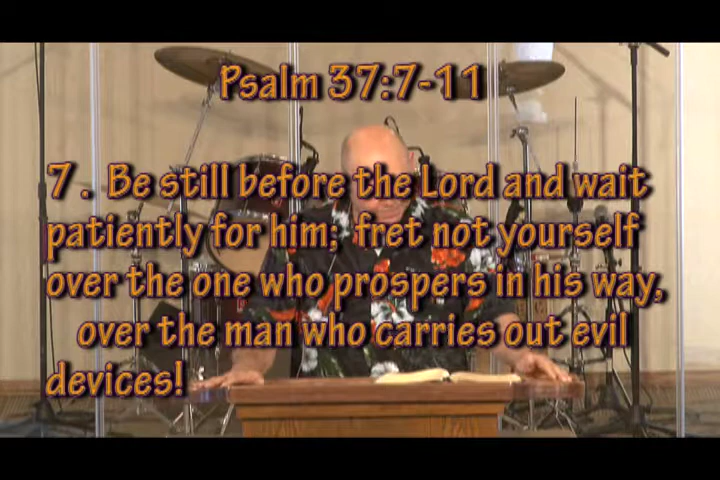 Psalm 37:7-11
7 . Be still before the Lord and wait
patiently for him; fret not yourself
over the one who prospers in his way,
over the man who carries out evil
devices!